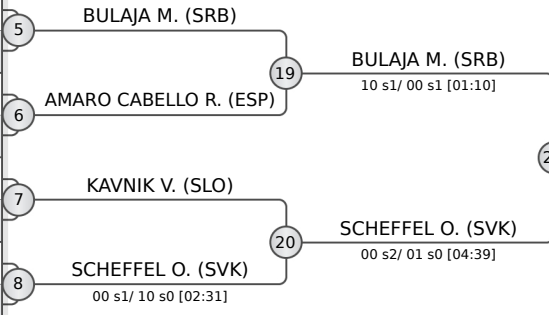 BULAJA M. (SRB)
5
19
BULAJA M. (SRB)
10 s1/ 00 s1 [01:10]
AMARO CABELLO R. (ESP)
6
KAVNIK V. (SLO)
7
20
SCHEFFEL O. (SVK)
00 s2/ 01 s0 [04:39]
SCHEFFEL O. (SVK)
8
00 s1/ 10 s0 [02:31]